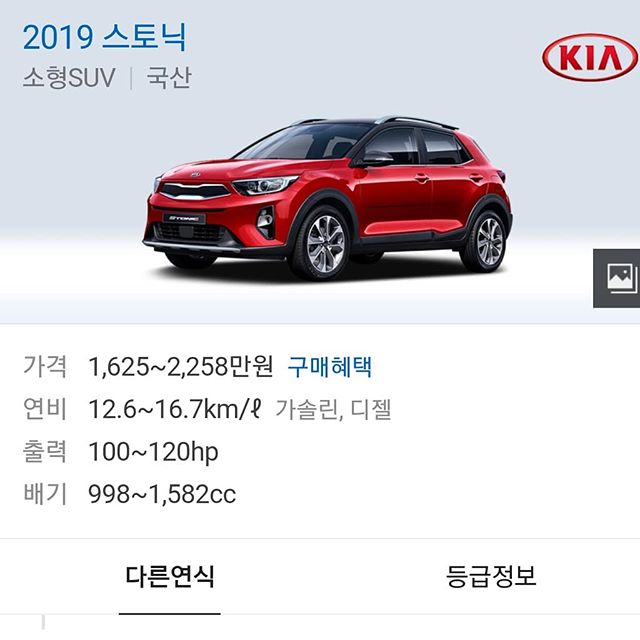 2019 스토닉
소형SUV | 국산
KIA
STONIC
가격 1,625~2,258만원 구매혜택
연비 12.6~16.7km/ℓ 가솔린, 디젤
출력 100~120hp
배기 998~1,582cc
다른연식 등급정보